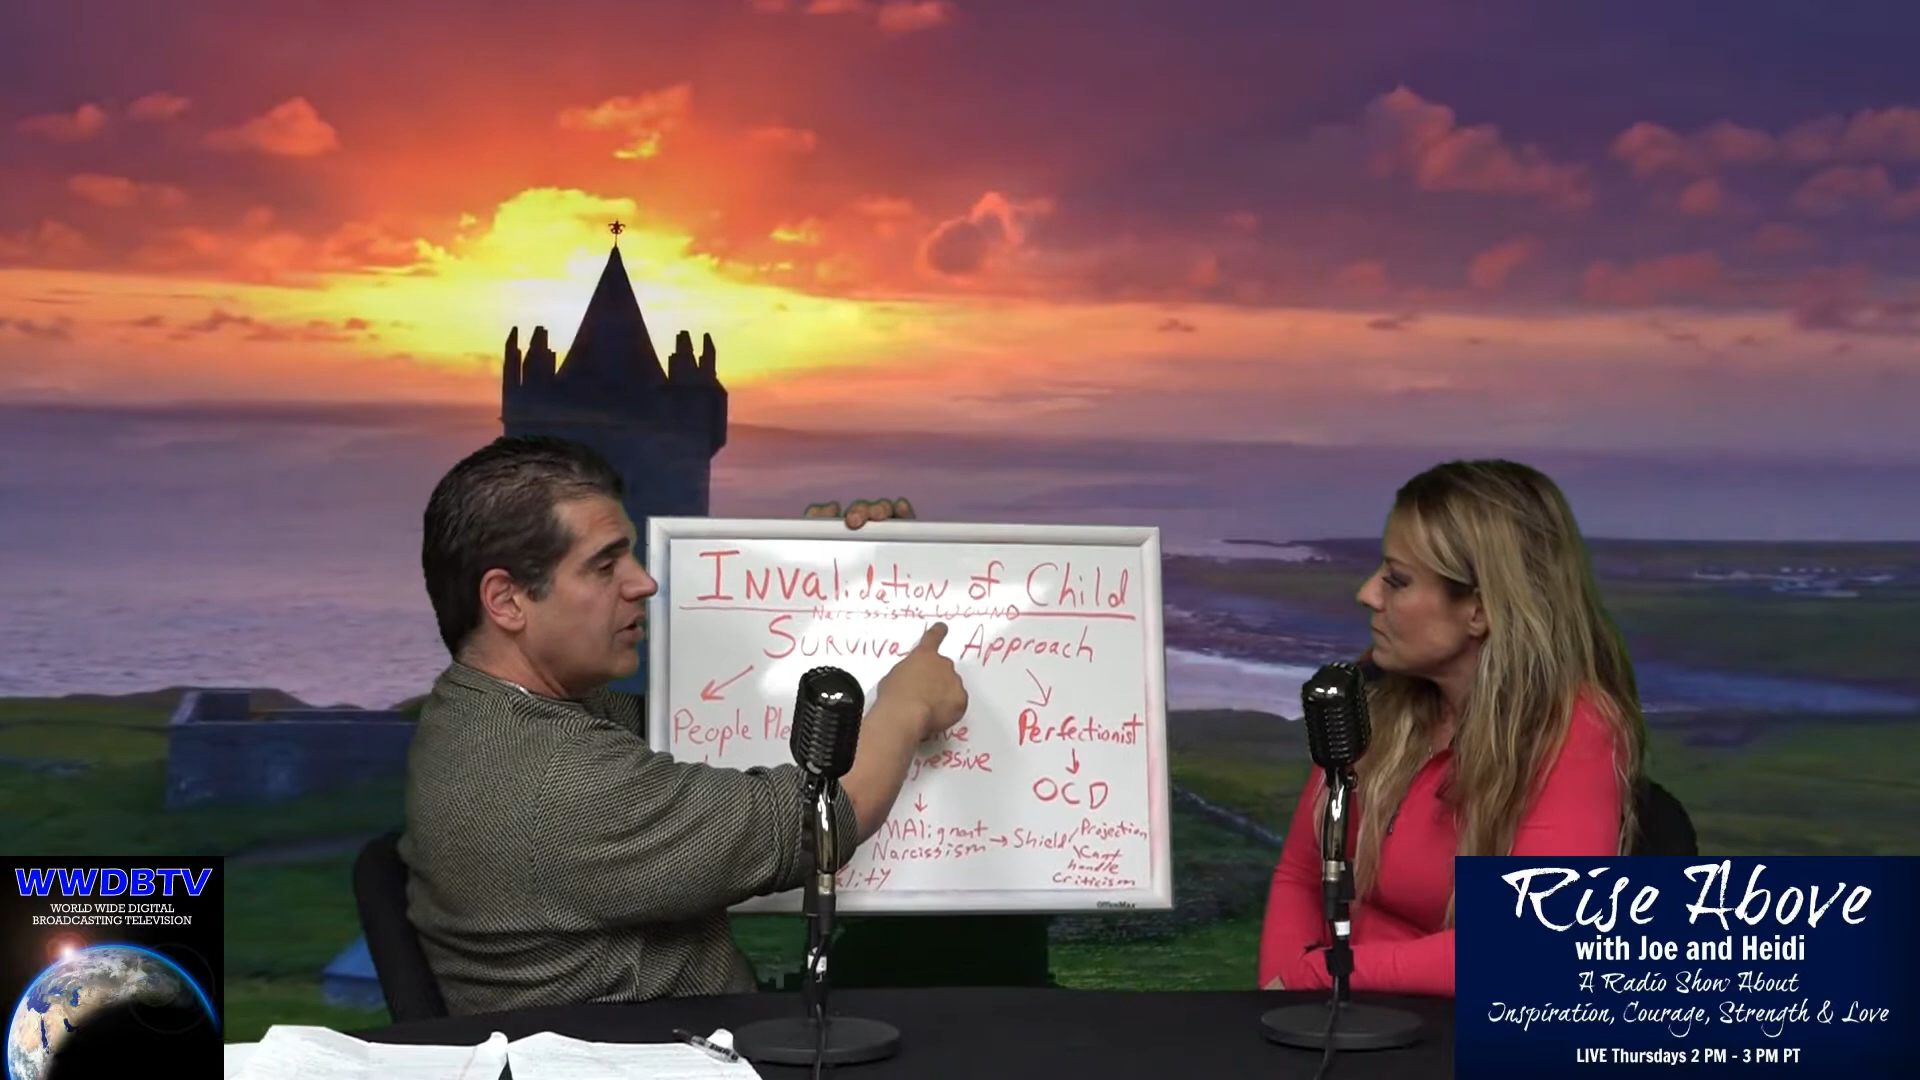 Invalidation of Child
Narcissistic Wound
Survival Approach
People Perfectionist
OCD
MAlignant → Shield/Projection
Narcissism
Can't
handle
criticism
OfficeMax
WWDBTV
WORLD WIDE DIGITAL
BROADCASTING TELEVISION
Rise Above
with Joe and Heidi
A Radio Show About
Inspiration, Courage, Strength & Love
LIVE Thursdays 2 PM - 3 PM PT